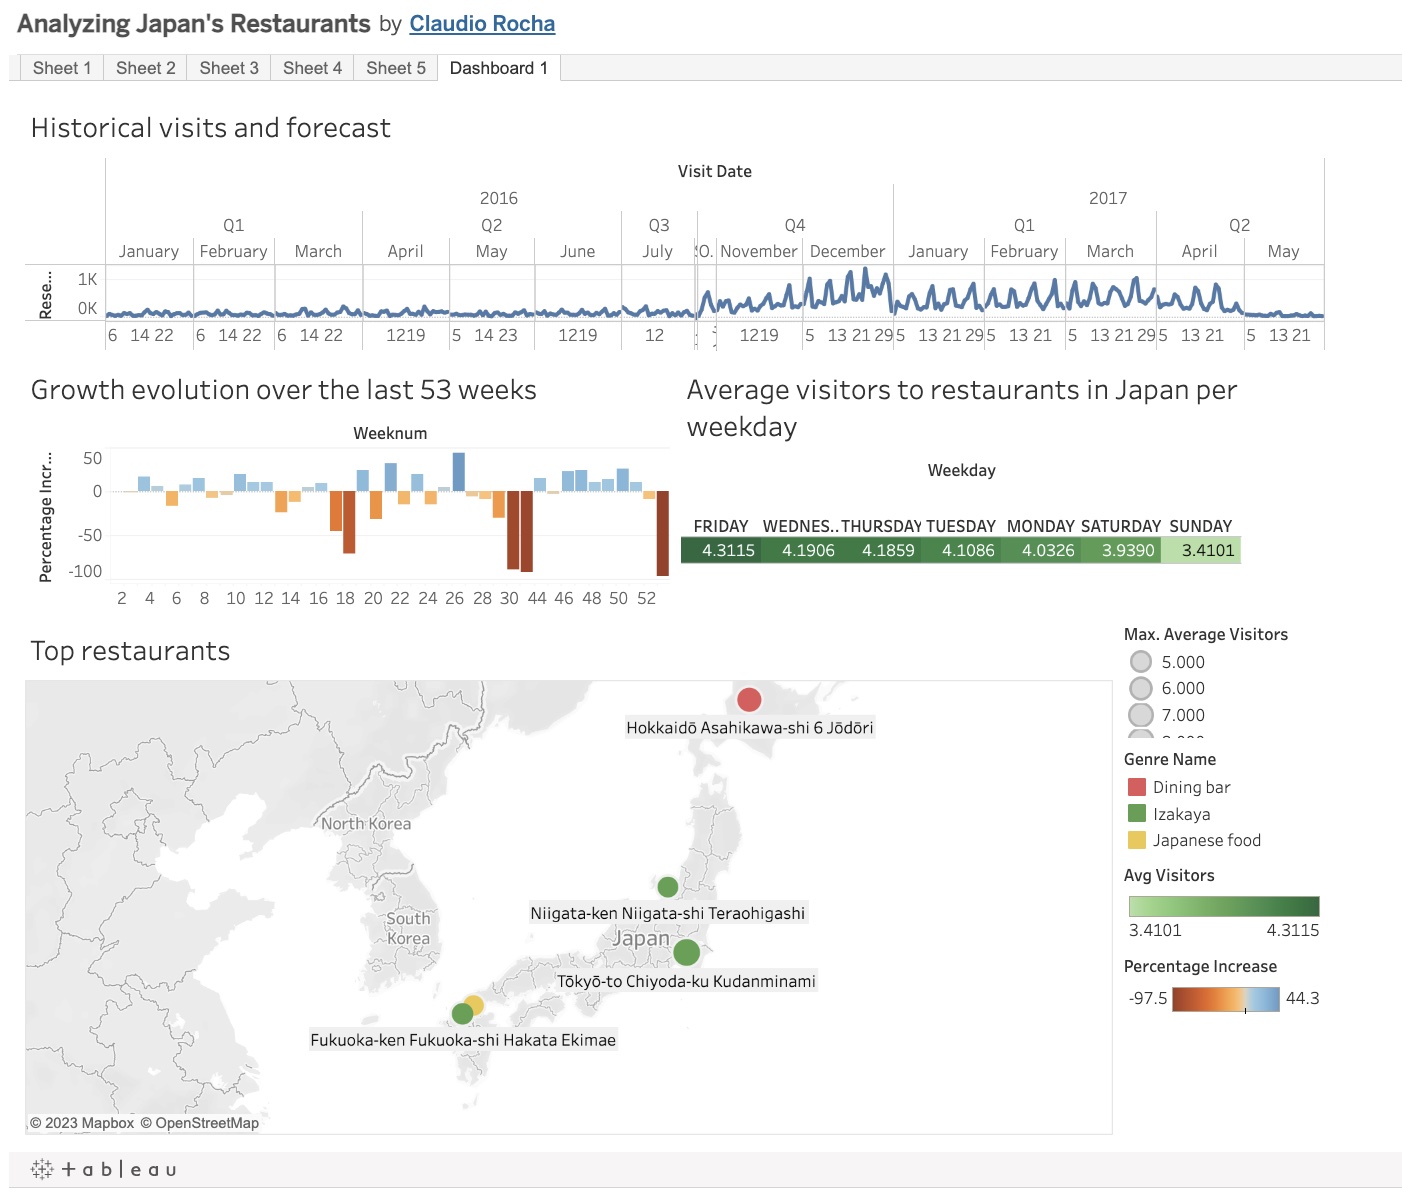 Analyzing Japan's Restaurants by Claudio Rocha
Sheet 1 Sheet 2 Sheet 3 Sheet 4 Sheet 5 Dashboard 1
Historical visits and forecast
Visit Date
2016 2017
Q1 Q2 Q3 Q4 Q1 Q2
January February March April May June July O. November December January February March April May
Rese...
1K
0K
6 14 22 6 14 22 6 14 22 12 19 5 14 23 12 19 12 12 19 5 13 21 29 5 13 21 29 5 13 21 5 13 21 29 5 13 21 5 13 21
Growth evolution over the last 53 weeks
Weeknum
Percentage Incr...
50
0
-50
-100
2 4 6 8 10 12 14 16 18 20 22 24 26 28 30 44 46 48 50 52
Average visitors to restaurants in Japan per
weekday
Weekday
FRIDAY WEDNES.. THURSDAY TUESDAY MONDAY SATURDAY SUNDAY
4.3115 4.1906 4.1859 4.1086 4.0326 3.9390 3.4101
Top restaurants
Hokkaidō Asahikawa-shi 6 Jōdōri
North Korea
South
Korea
Niigata-ken Niigata-shi Teraohigashi
Japan
Tōkyō-to Chiyoda-ku Kudanminami
Fukuoka-ken Fukuoka-shi Hakata Ekimae
© 2023 Mapbox © OpenStreetMap
Max. Average Visitors
5.000
6.000
7.000
Genre Name
Dining bar
Izakaya
Japanese food
Avg Visitors
3.4101 4.3115
Percentage Increase
-97.5 44.3
+ a b | e a u